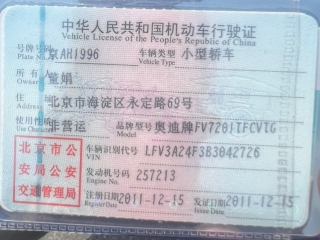 中华人民共和国机动车行驶证
Vehicle License of the People's Republic of China
号牌号码 京AH1996 车辆类型 小型轿车
Plate No. Vehicle Type
所有人 董娟
Owner
住址 北京市海淀区永定路69号
使用性质 非营运 品牌型号 奥迪牌FV7201TFCVTG
Use Character Model
北京市公安局公安交通管理局
车辆识别代号 LFV3A24F3B3042726
VIN
发动机号码 257213
Engine No.
注册日期 2011-12-15 发证日期 2011-12-15
Register Date Issue Date